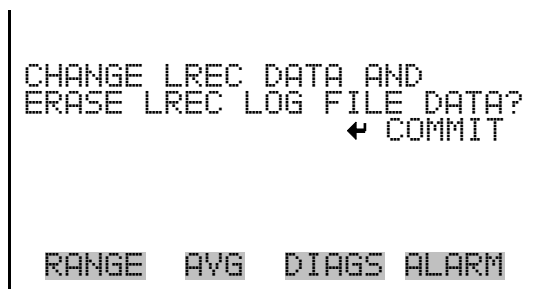 CHANGE LREC DATA AND
ERASE LREC LOG FILE DATA?
↵ COMMIT
RANGE AVG DIAGS ALARM